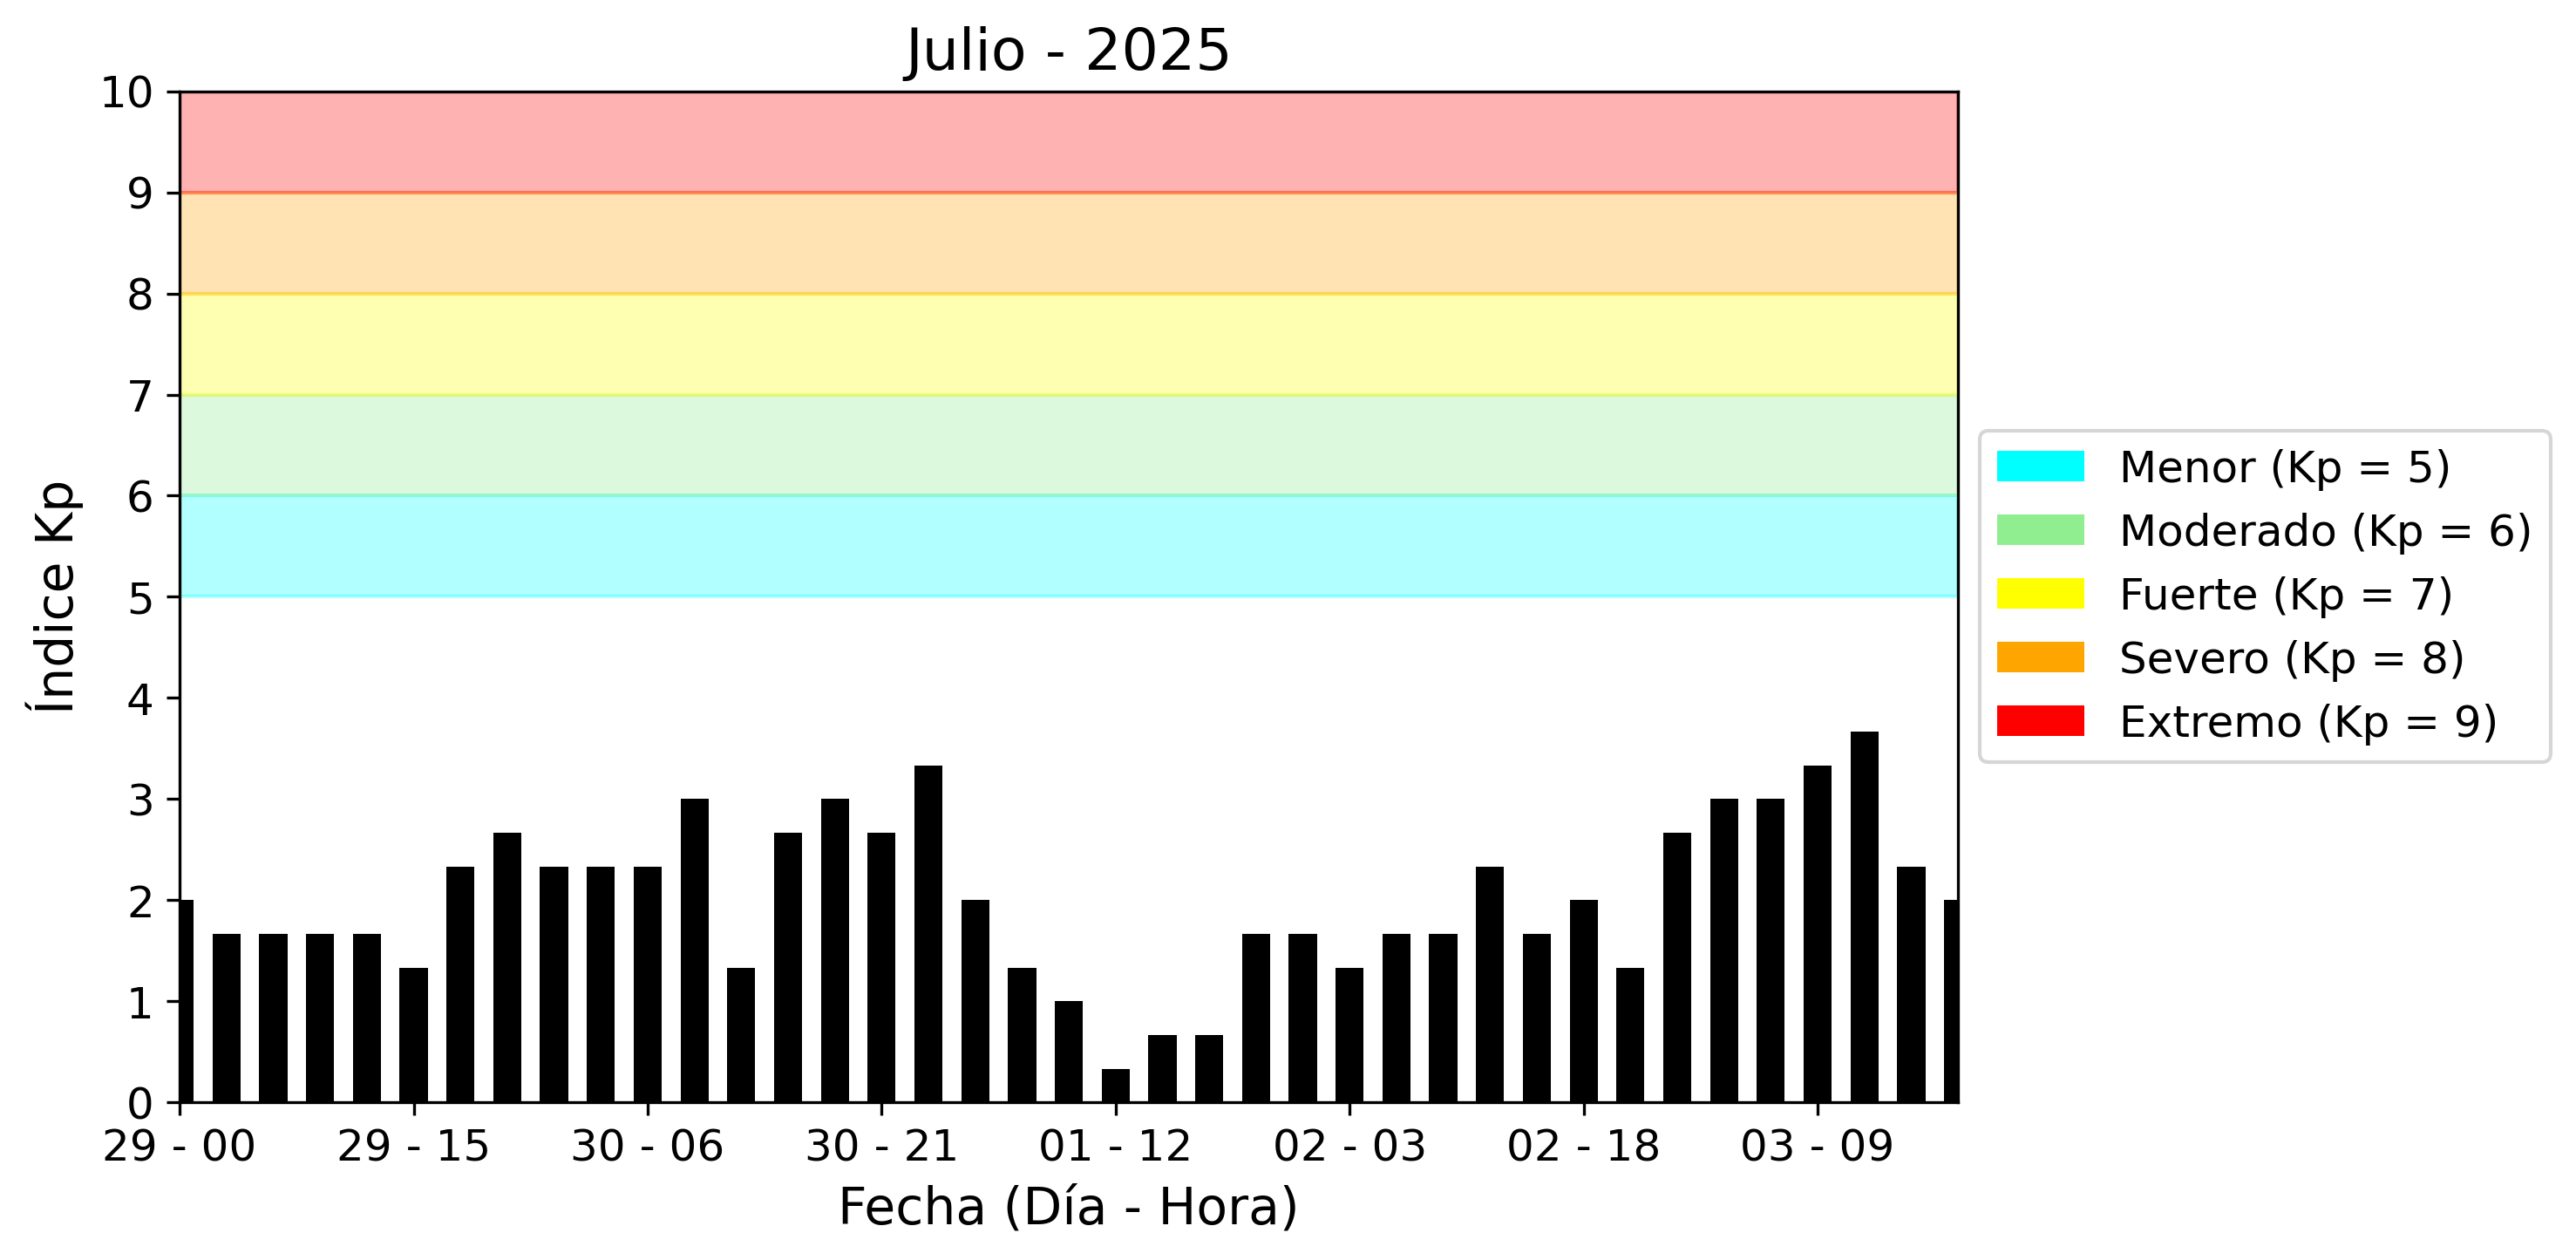 Julio - 2025
10
9
8
7
6
5
4
3
2
1
0
Índice Kp
29 - 00
29 - 15
30 - 06
30 - 21
01 - 12
02 - 03
02 - 18
03 - 09
Fecha (Día - Hora)
Menor (Kp = 5)
Moderado (Kp = 6)
Fuerte (Kp = 7)
Severo (Kp = 8)
Extremo (Kp = 9)